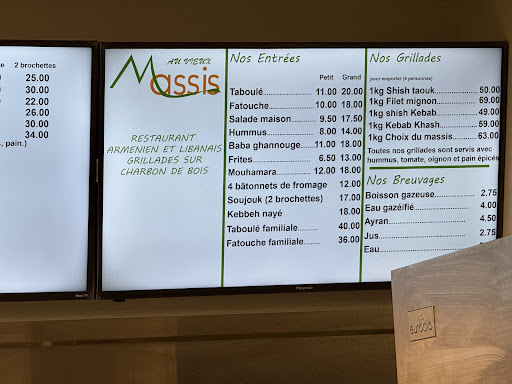 2 brochettes
25.00
30.00
22.00
26.00
30.00
34.00
, pain.)
AU VIEUX
Massis
RESTAURANT
ARMENIEN ET LIBANAIS
GRILLADES SUR
CHARBON DE BOIS
Nos Entrées
Petit Grand
Taboulé 11.00 20.00
Fatouche 10.00 18.00
Salade maison 9.50 17.50
Hummus 8.00 14.00
Baba ghannouge 11.00 18.00
Frites 6.50 13.00
Mouhamara 12.00 18.00
4 bâtonnets de fromage 12.00
Soujouk (2 brochettes) 17.00
Kebbeh nayé 18.00
Taboulé familiale 40.00
Fatouche familiale 36.00
Nos Grillades
pour emporter (4 personnes)
1kg Shish taouk 50.00
1kg Filet mignon 69.00
1kg shish Kebab 49.00
1kg Kebab Khash 59.00
1kg Choix du massis 63.00
Toutes nos grillades sont servis avec
hummus, tomate, oignon et pain épicés
Nos Breuvages
Boisson gazeuse 2.75
Eau gazéifié 4.00
Ayran 4.50
Jus 2.75
Eau
Hisense
Roku TV